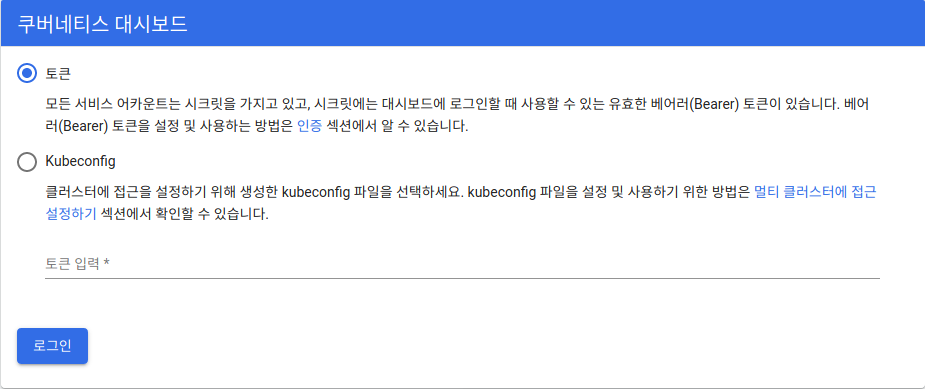 쿠버네티스 대시보드
토큰
모든 서비스 어카운트는 시크릿을 가지고 있고, 시크릿에는 대시보드에 로그인할 때 사용할 수 있는 유효한 베어러(Bearer) 토큰이 있습니다. 베어
러(Bearer) 토큰을 설정 및 사용하는 방법은 인증 섹션에서 알 수 있습니다.
Kubeconfig
클러스터에 접근을 설정하기 위해 생성한 kubeconfig 파일을 선택하세요. kubeconfig 파일을 설정 및 사용하기 위한 방법은 멀티 클러스터에 접근
설정하기 섹션에서 확인할 수 있습니다.
토큰 입력 *
로그인